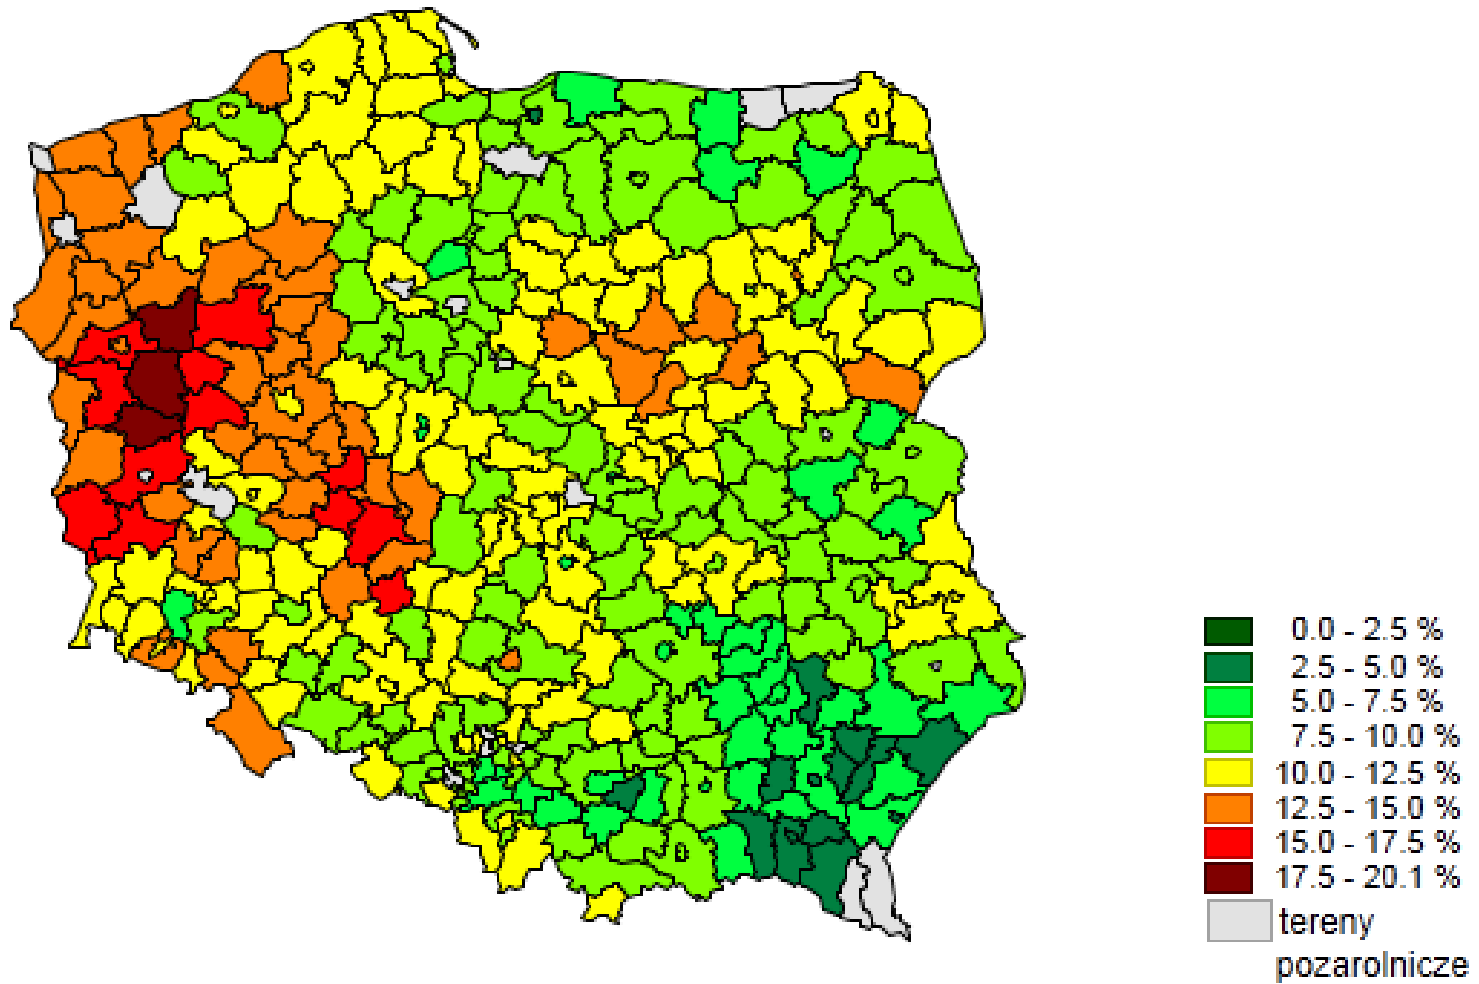 0.0 - 2.5 %
2.5 - 5.0 %
5.0 - 7.5 %
7.5 - 10.0 %
10.0 - 12.5 %
12.5 - 15.0 %
15.0 - 17.5 %
17.5 - 20.1 %
tereny
pozarolnicze